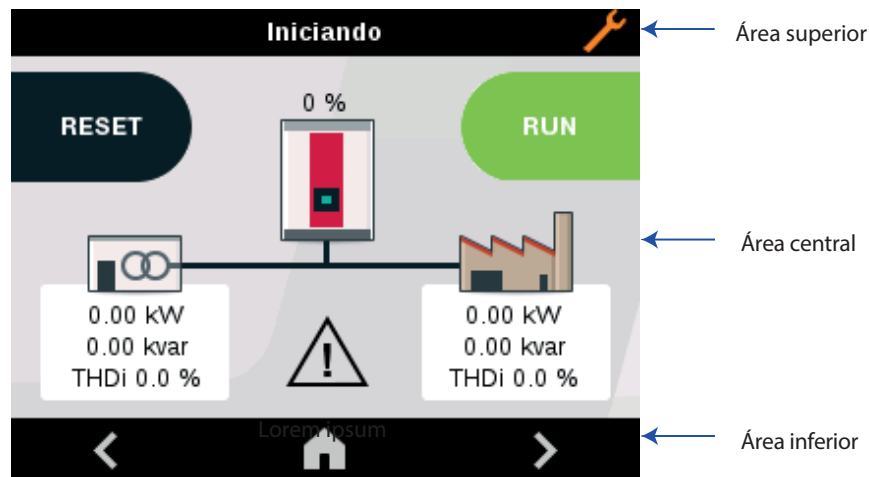 Iniciando
Área superior
RESET
0 %
RUN
Área central
0.00 kW
0.00 kvar
THDi 0.0 %
0.00 kW
0.00 kvar
THDi 0.0 %
!
Lorem ipsum
Área inferior